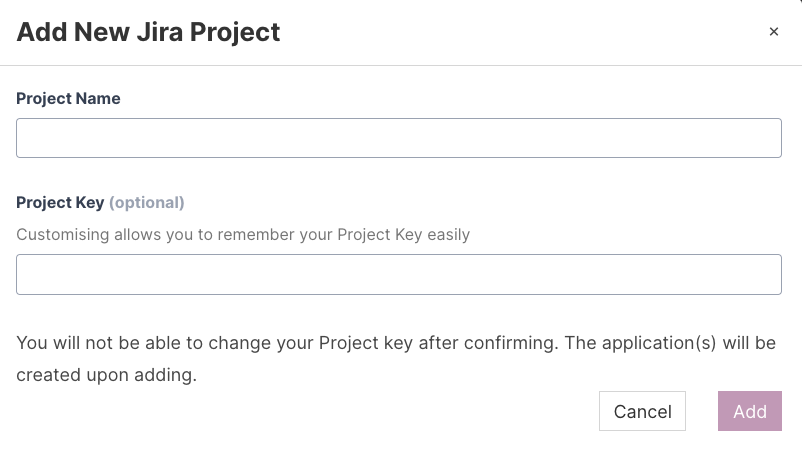 Add New Jira Project
×
Project Name
Project Key (optional)
Customising allows you to remember your Project Key easily
You will not be able to change your Project key after confirming. The application(s) will be
created upon adding.
Cancel
Add